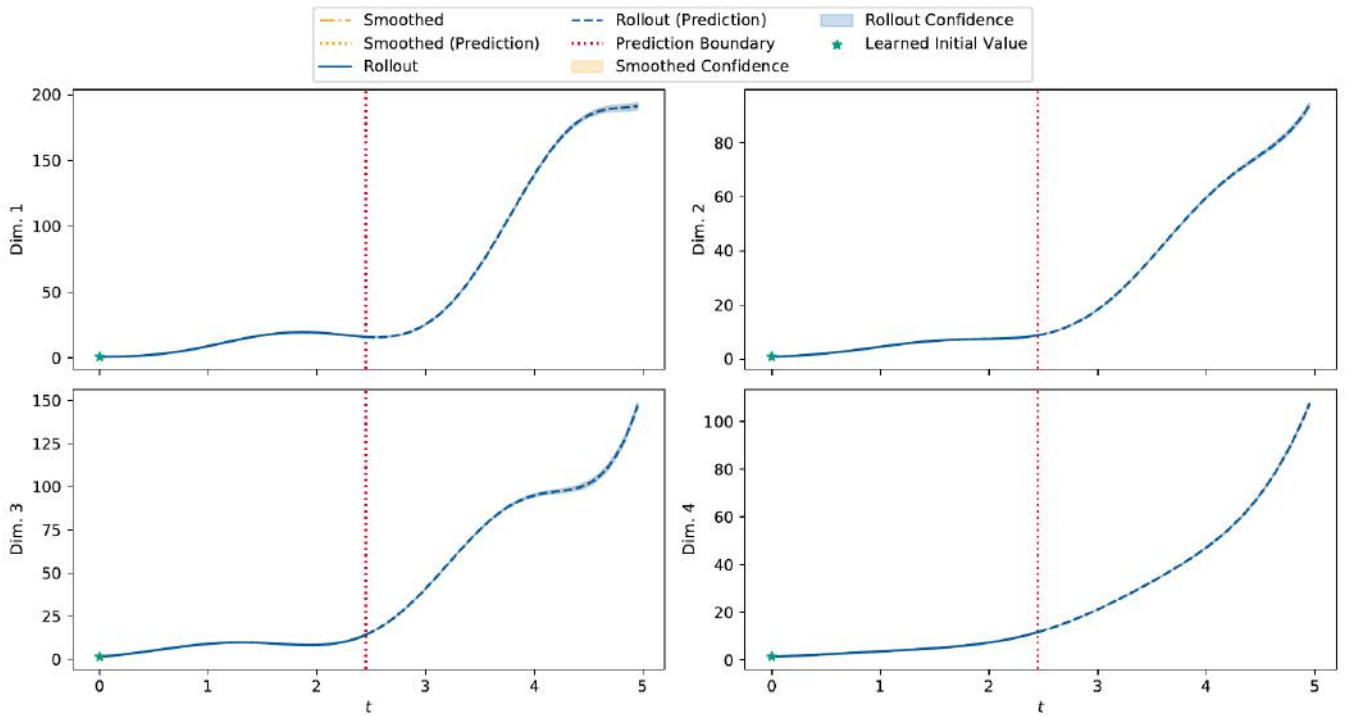 Smoothed
Smoothed (Prediction)
Rollout
Rollout (Prediction)
Prediction Boundary
Smoothed Confidence
Rollout Confidence
Learned Initial Value
200
150
100
50
0
Dim. 1
80
60
40
20
0
Dim. 2
150
125
100
75
50
25
0
Dim. 3
0 1 2 3 4 5
t
100
80
60
40
20
0
Dim. 4
0 1 2 3 4 5
t